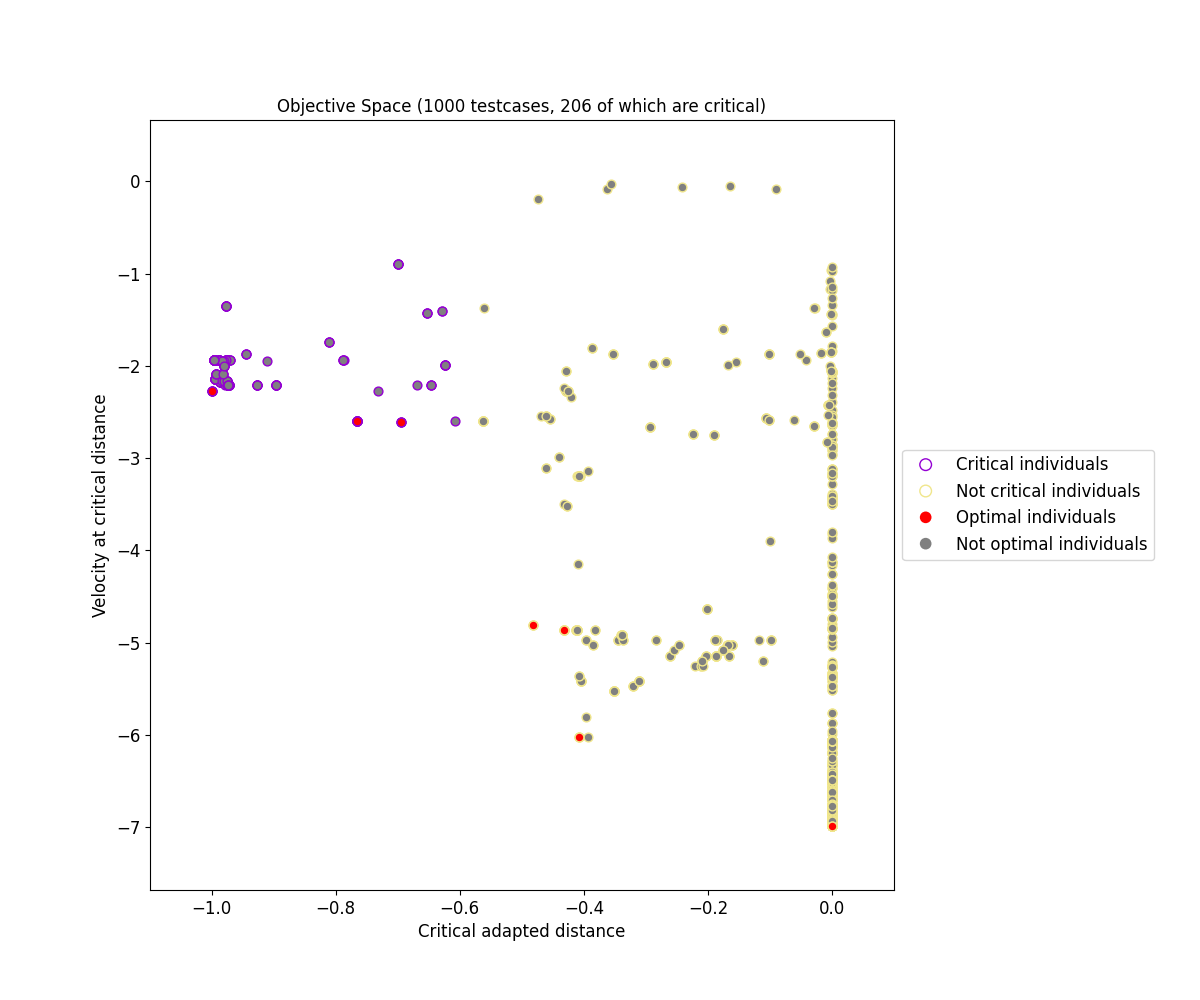 Objective Space (1000 testcases, 206 of which are critical)
0
−1
−2
−3
−4
−5
−6
−7
Velocity at critical distance
−1.0
−0.8
−0.6
−0.4
−0.2
0.0
Critical adapted distance
Critical individuals
Not critical individuals
Optimal individuals
Not optimal individuals